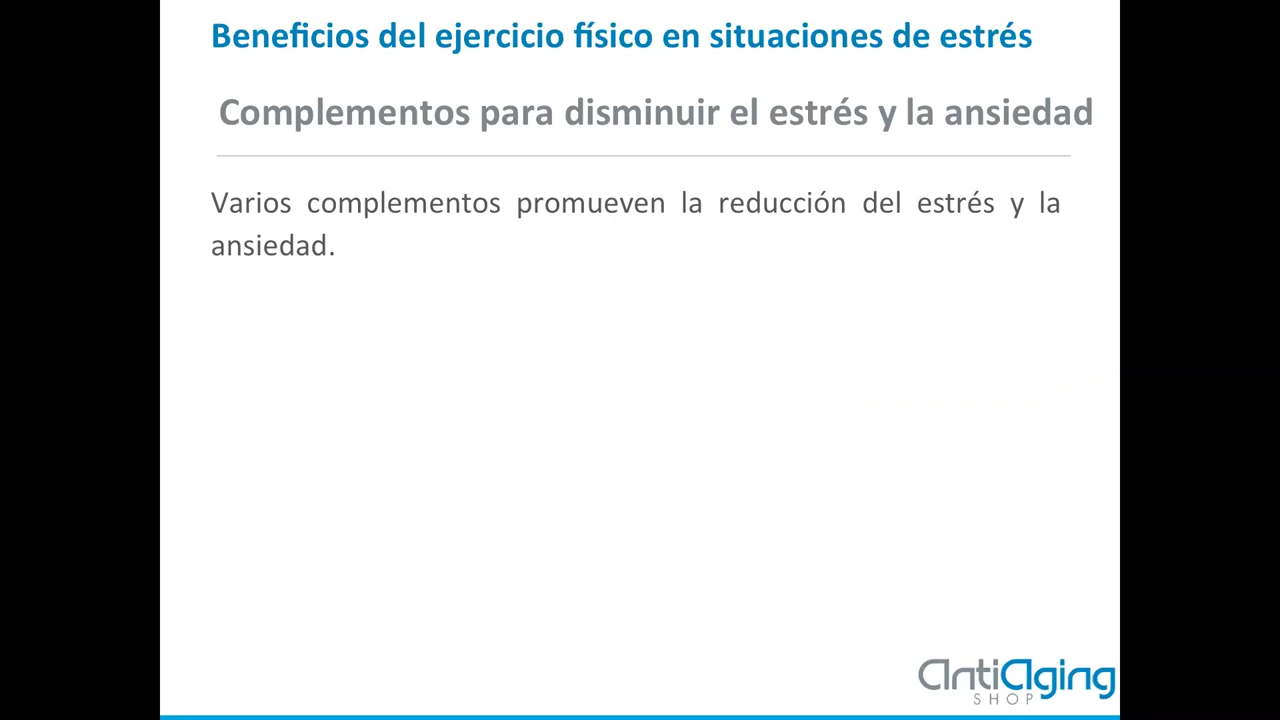 Beneficios del ejercicio físico en situaciones de estrés
Complementos para disminuir el estrés y la ansiedad
Varios complementos promueven la reducción del estrés y la
ansiedad.
antiaging
SHOP